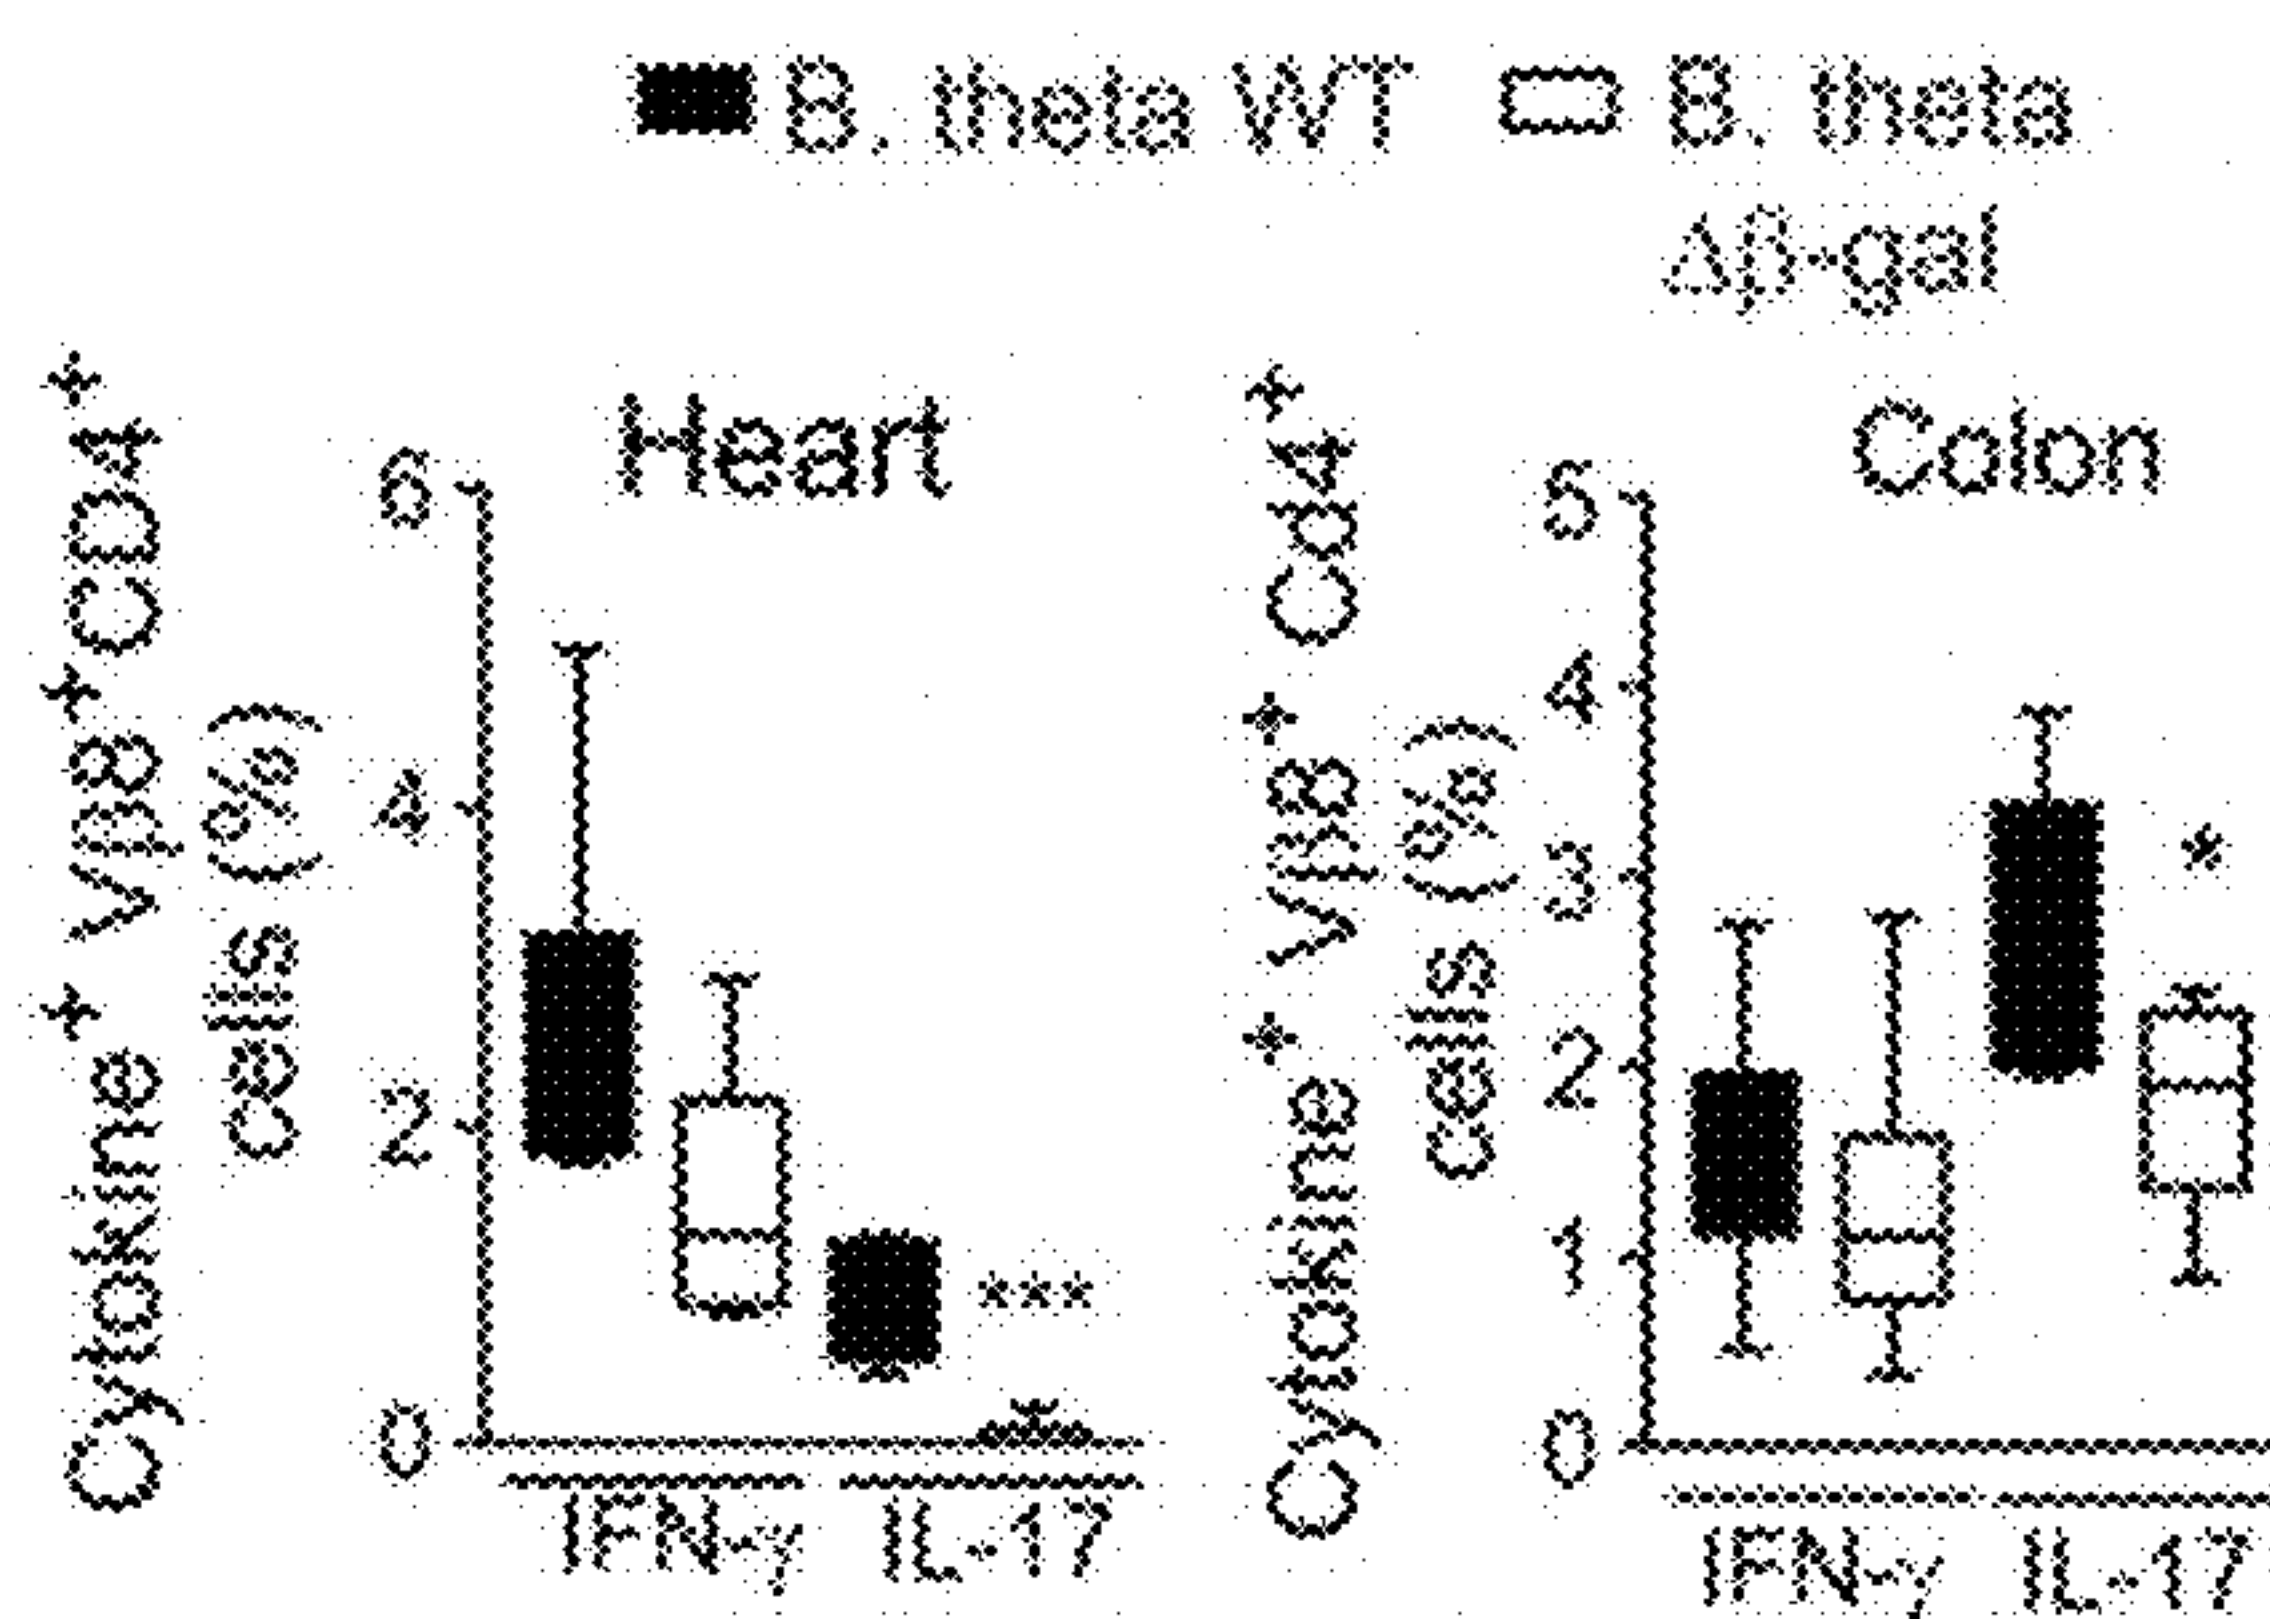 B. theta WT B. theta
Δβ-gal
Heart
Cytokine⁺ Vβ8⁺ CD4⁺
cells (%)
6
4
2
0
IFN-γ IL-17
***
Colon
Cytokine⁺ Vβ8⁺ Cd4⁺
cells (%)
5
4
3
2
1
0
IFN-γ IL-17
*